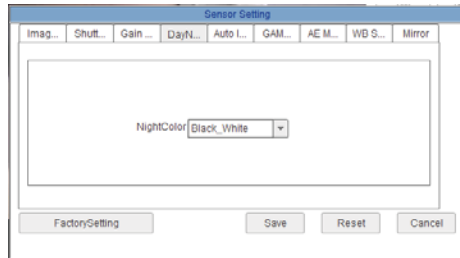 Sensor Setting
Imag... Shutt... Gain ... DayN... Auto I... GAM... AE M... WB S... Mirror
NightColor Black_White
FactorySetting Save Reset Cancel